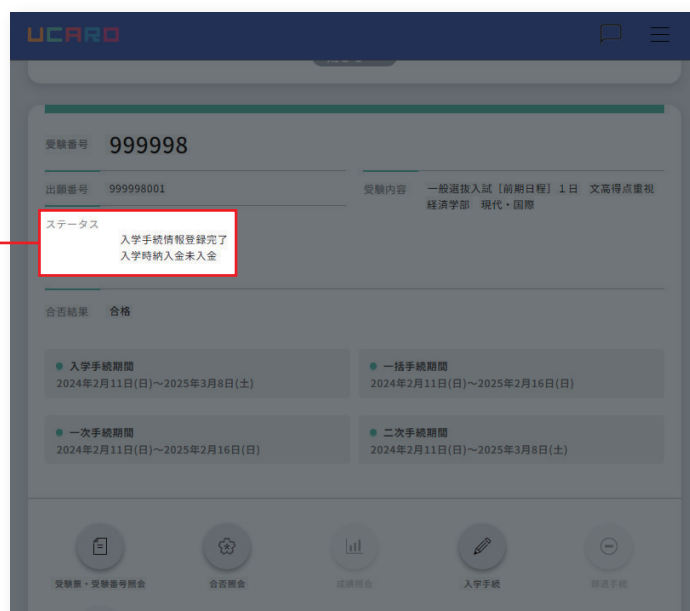 UCARO
受験番号 999998
出願番号 999998001
受験内容 一般選抜入試［前期日程］１日 文高得点重視
経済学部 現代・国際
ステータス
入学手続情報登録完了
入学時納入金未入金
合否結果 合格
入学手続期間
2024年2月11日(日)～2025年3月8日(土)
一括手続期間
2024年2月11日(日)～2025年2月16日(日)
一次手続期間
2024年2月11日(日)～2025年2月16日(日)
二次手続期間
2024年2月11日(日)～2025年3月8日(土)
受験票・受験番号照会 合否照会 成績照会 入学手続 辞退手続